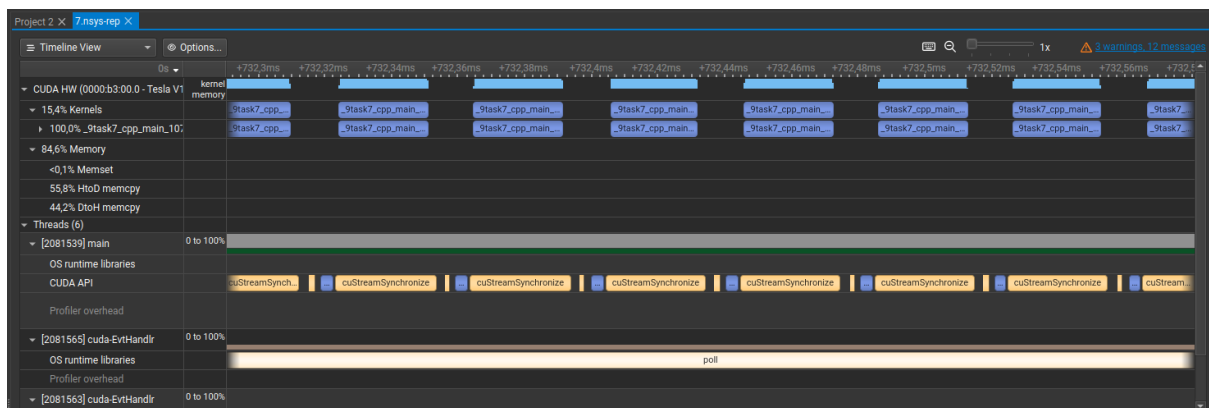 Project 2 × 7.nsys-rep ×
Timeline View Options... 1x 3 warnings, 12 messages
0s +732,3ms +732,32ms +732,34ms +732,36ms +732,38ms +732,4ms +732,42ms +732,44ms +732,46ms +732,48ms +732,5ms +732,52ms +732,54ms +732,56ms
CUDA HW (0000:b3:00.0 - Tesla V1 kernel
memory
15,4% Kernels _9task7_cpp_... _9task7_cpp_main_... _9task7_cpp_main_... _9task7_cpp_main... _9task7_cpp_main_... _9task7_cpp_main_... _9task7_cpp_main_... _9task7_
100,0% _9task7_cpp_main_107 _9task7_cpp_... _9task7_cpp_main_... _9task7_cpp_main_... _9task7_cpp_main... _9task7_cpp_main_... _9task7_cpp_main_... _9task7_cpp_main_... _9task7_
84,6% Memory
<0,1% Memset
55,8% HtoD memcpy
44,2% DtoH memcpy
Threads (6)
[2081539] main 0 to 100%
OS runtime libraries
CUDA API cuStreamSynch... ... cuStreamSynchronize ... cuStreamSynchronize ... cuStreamSynchronize ... cuStreamSynchronize ... cuStreamSynchronize ... cuStreamSynchronize ... cuStream...
Profiler overhead
[2081565] cuda-EvtHandlr 0 to 100%
OS runtime libraries poll
Profiler overhead
[2081563] cuda-EvtHandlr 0 to 100%